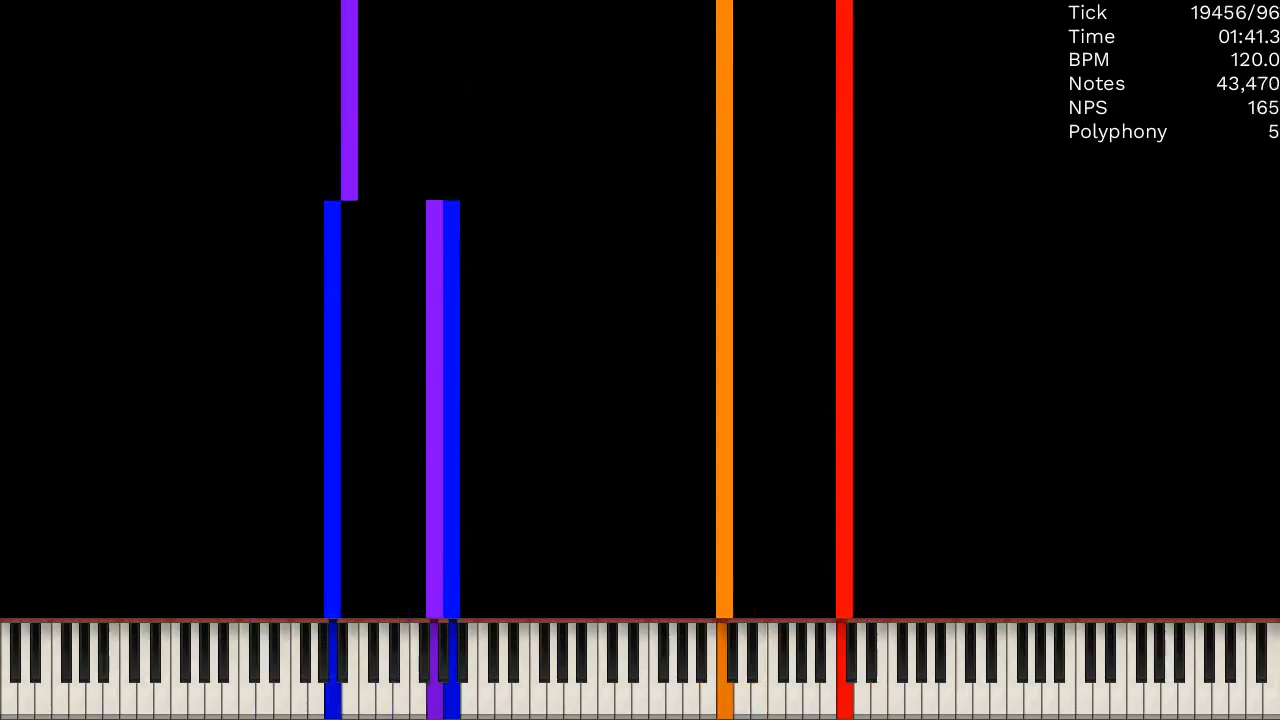 Tick 19456/96
Time 01:41.3
BPM 120.0
Notes 43,470
NPS 165
Polyphony 5